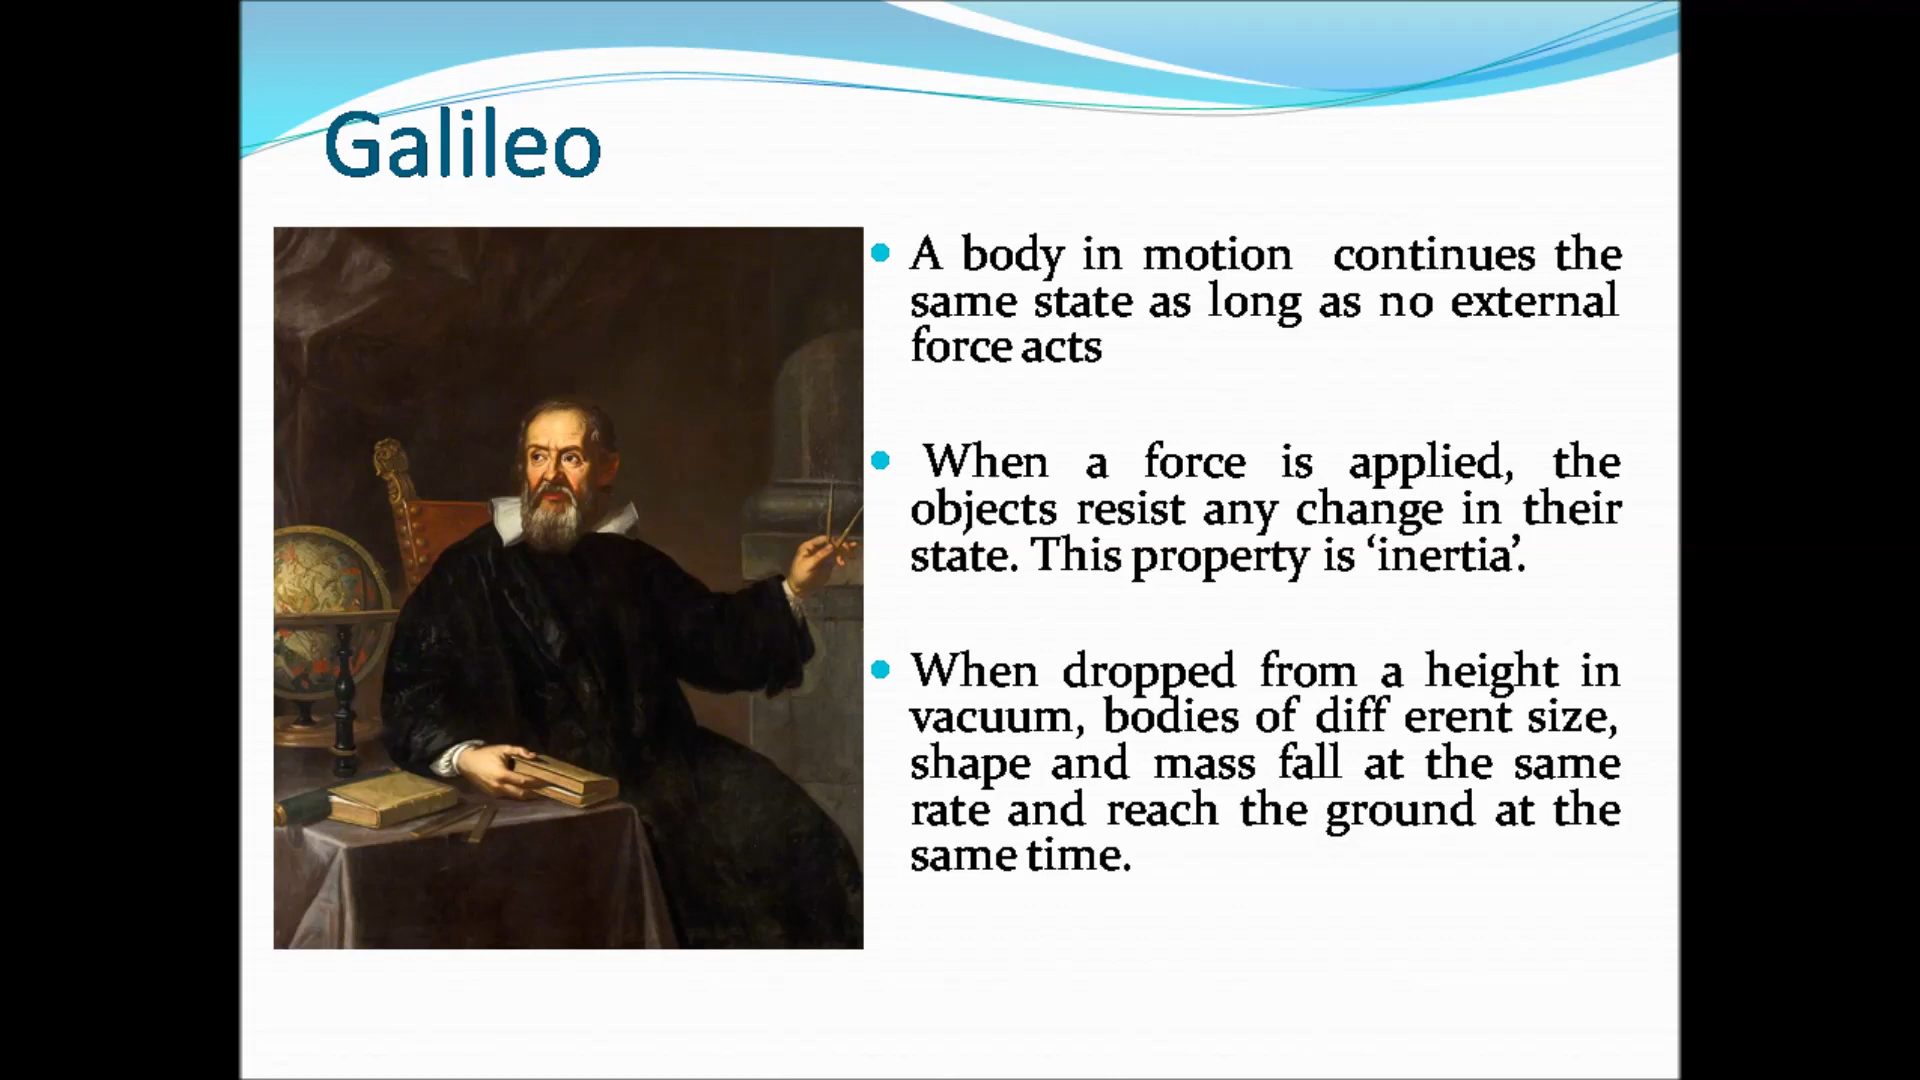 Galileo
• A body in motion continues the
same state as long as no external
force acts
• When a force is applied, the
objects resist any change in their
state. This property is ‘inertia’.
• When dropped from a height in
vacuum, bodies of diff erent size,
shape and mass fall at the same
rate and reach the ground at the
same time.